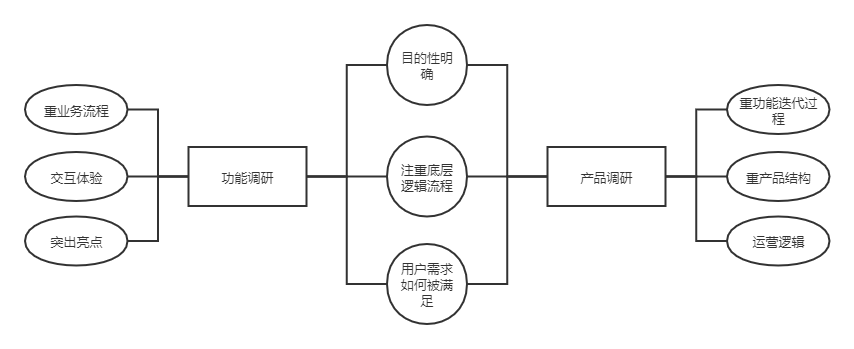 重业务流程
交互体验
突出亮点
功能调研
目的性明
确
注重底层
逻辑流程
用户需求
如何被满
足
产品调研
重功能迭代过
程
重产品结构
运营逻辑